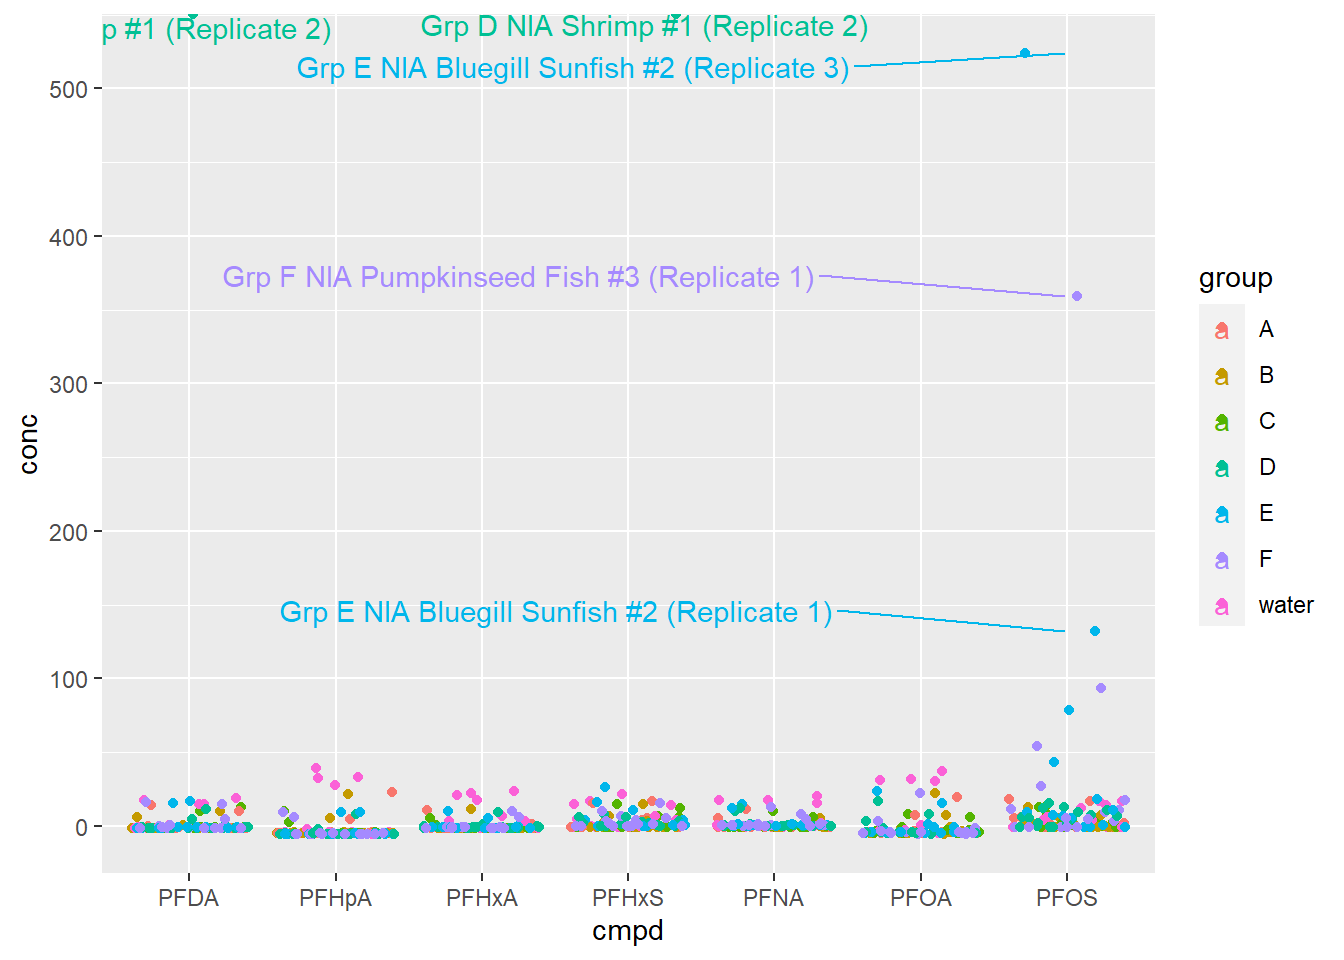 p #1 (Replicate 2)
Grp D NIA Shrimp #1 (Replicate 2)
Grp E NIA Bluegill Sunfish #2 (Replicate 3)
500
400
Grp F NIA Pumpkinseed Fish #3 (Replicate 1)
300
200
Grp E NIA Bluegill Sunfish #2 (Replicate 1)
100
0
conc
PFDA PFHpA PFHxA PFHxS PFNA PFOA PFOS
cmpd
group
a A
a B
a C
a D
a E
a F
a water